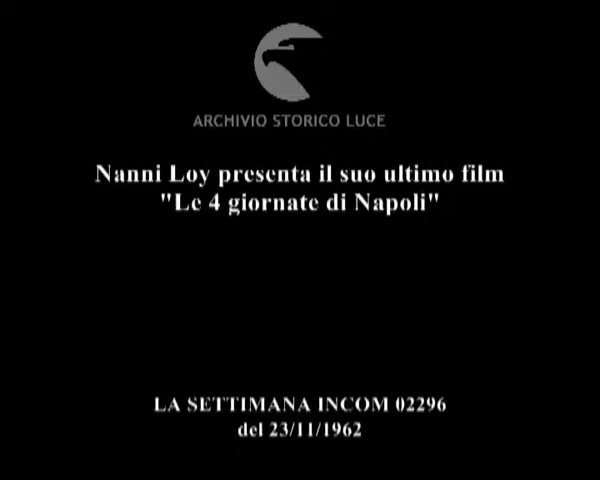 ARCHIVIO STORICO LUCE
Nanni Loy presenta il suo ultimo film
"Le 4 giornate di Napoli"
LA SETTIMANA INCOM 02296
del 23/11/1962